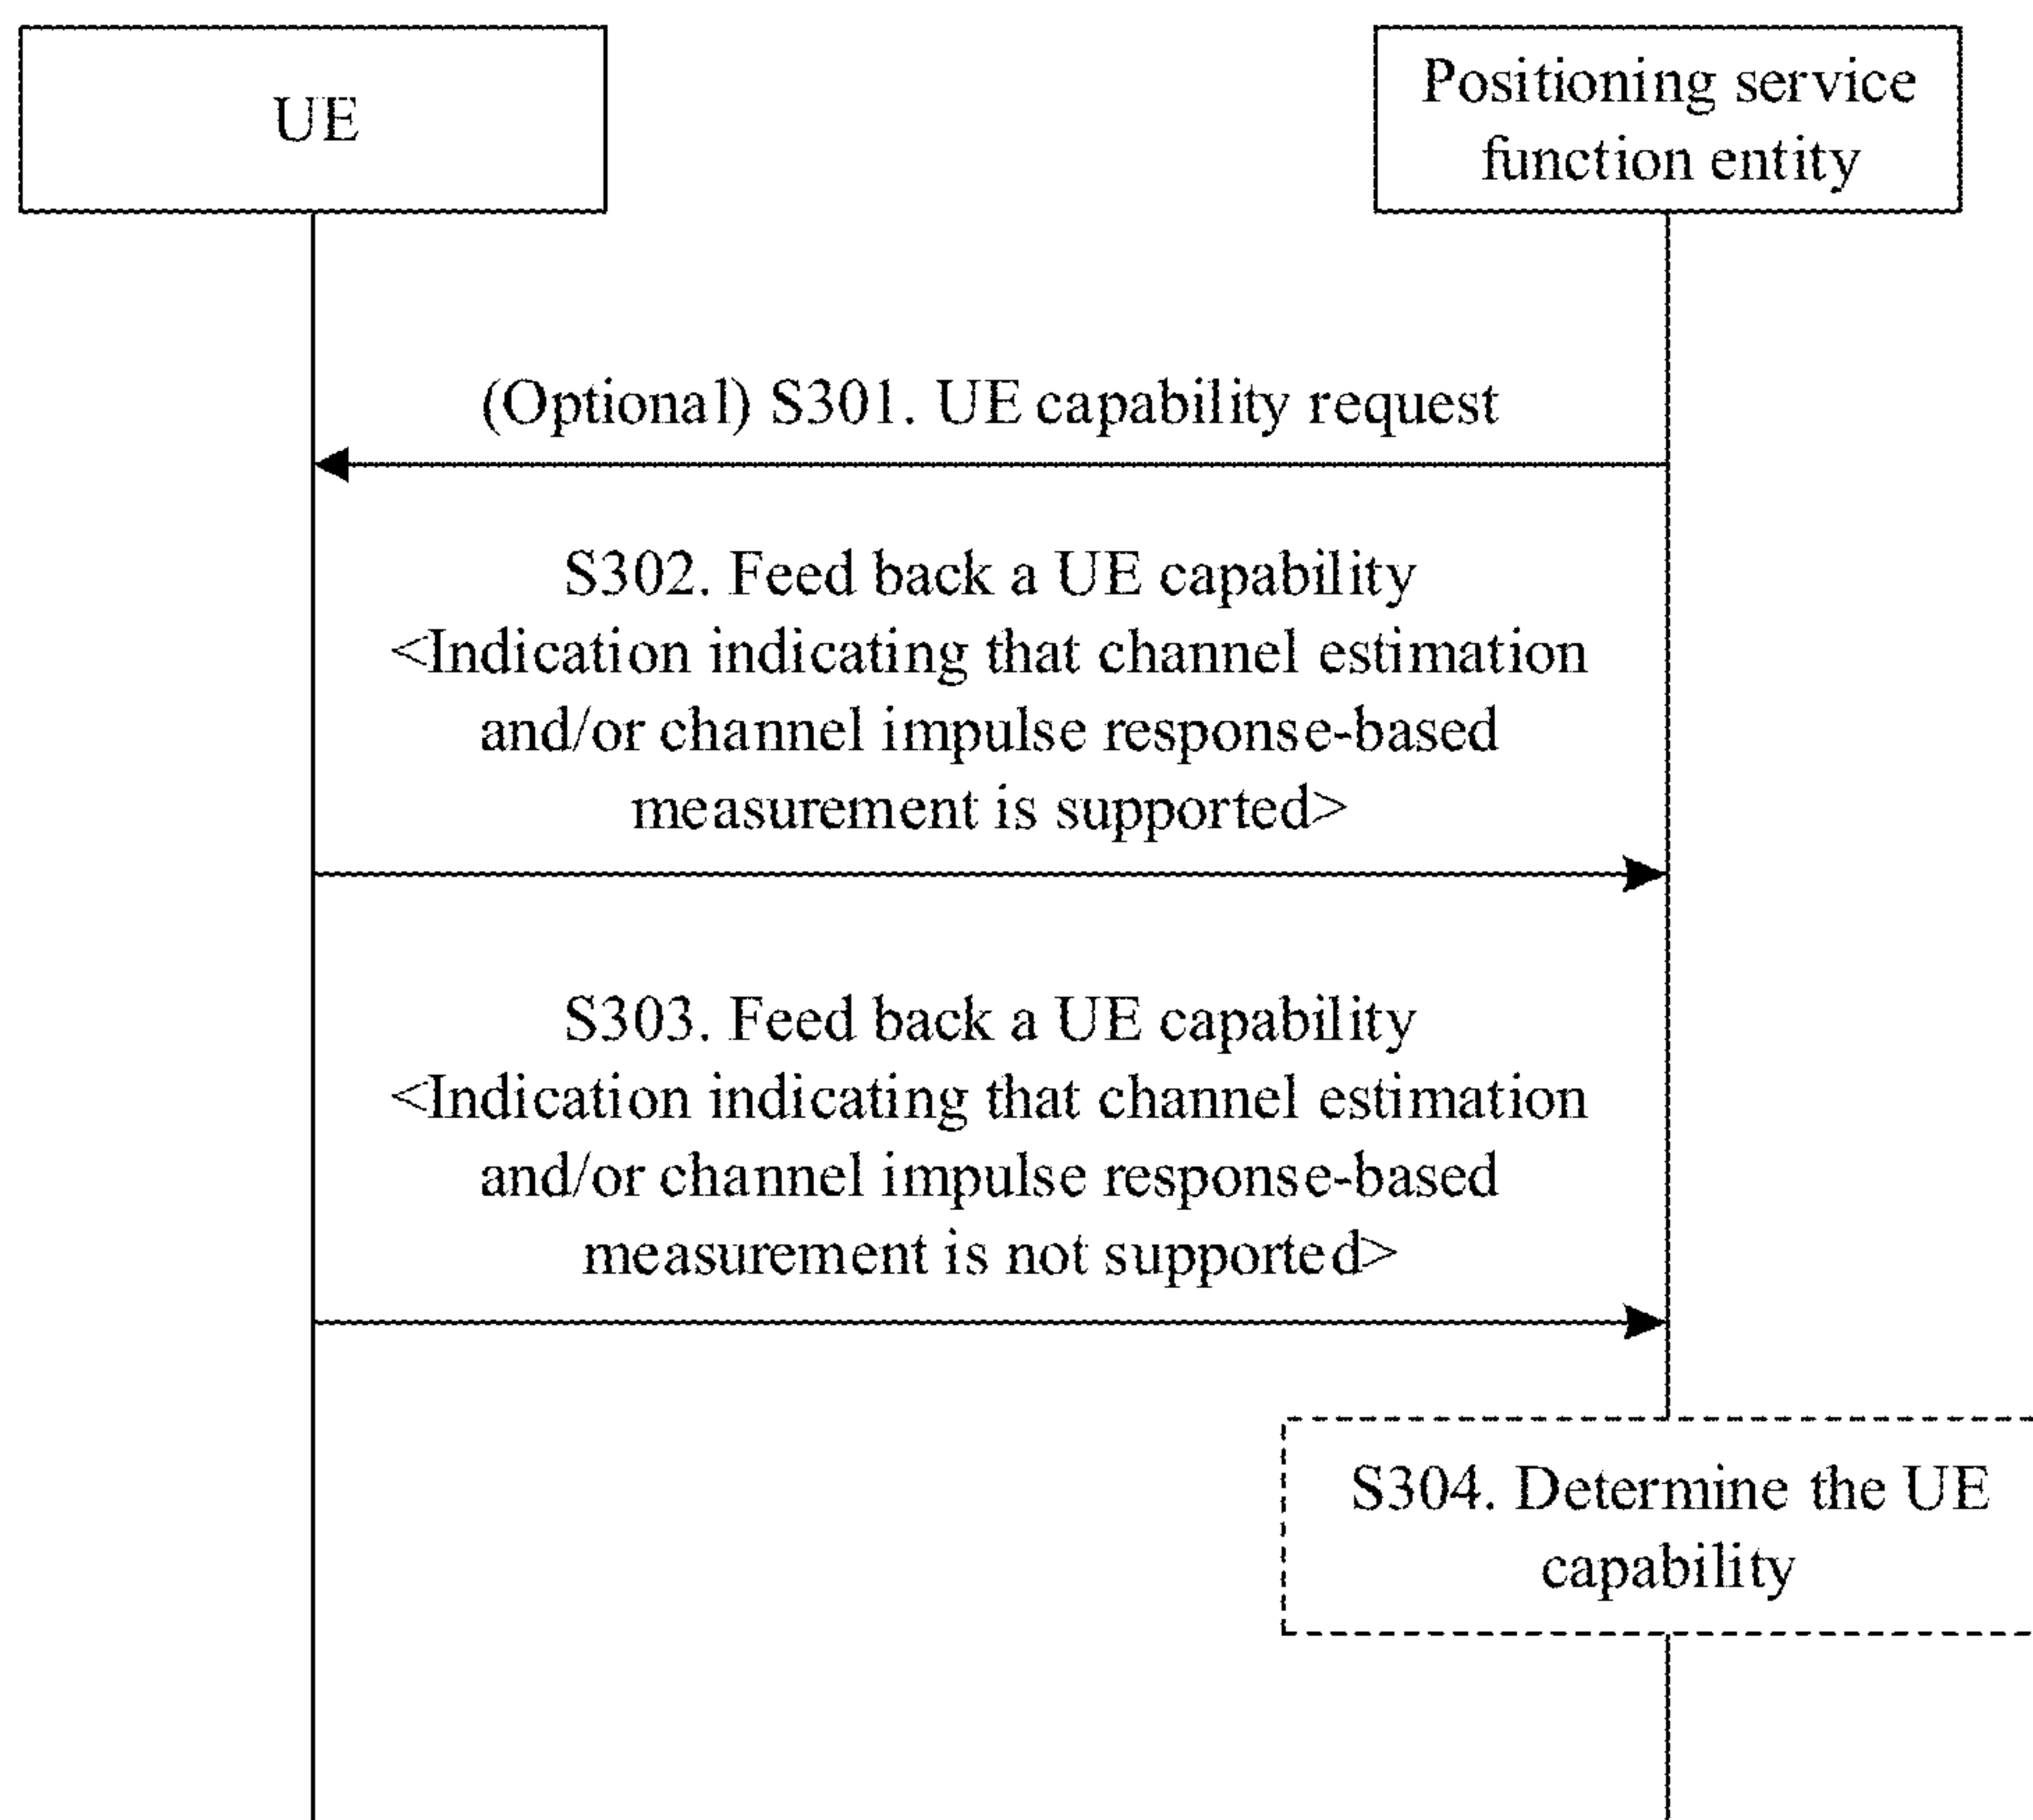 UE
Positioning service
function entity
(Optional) S301. UE capability request
S302. Feed back a UE capability
<Indication indicating that channel estimation
and/or channel impulse response-based
measurement is supported>
S303. Feed back a UE capability
<Indication indicating that channel estimation
and/or channel impulse response-based
measurement is not supported>
S304. Determine the UE
capability